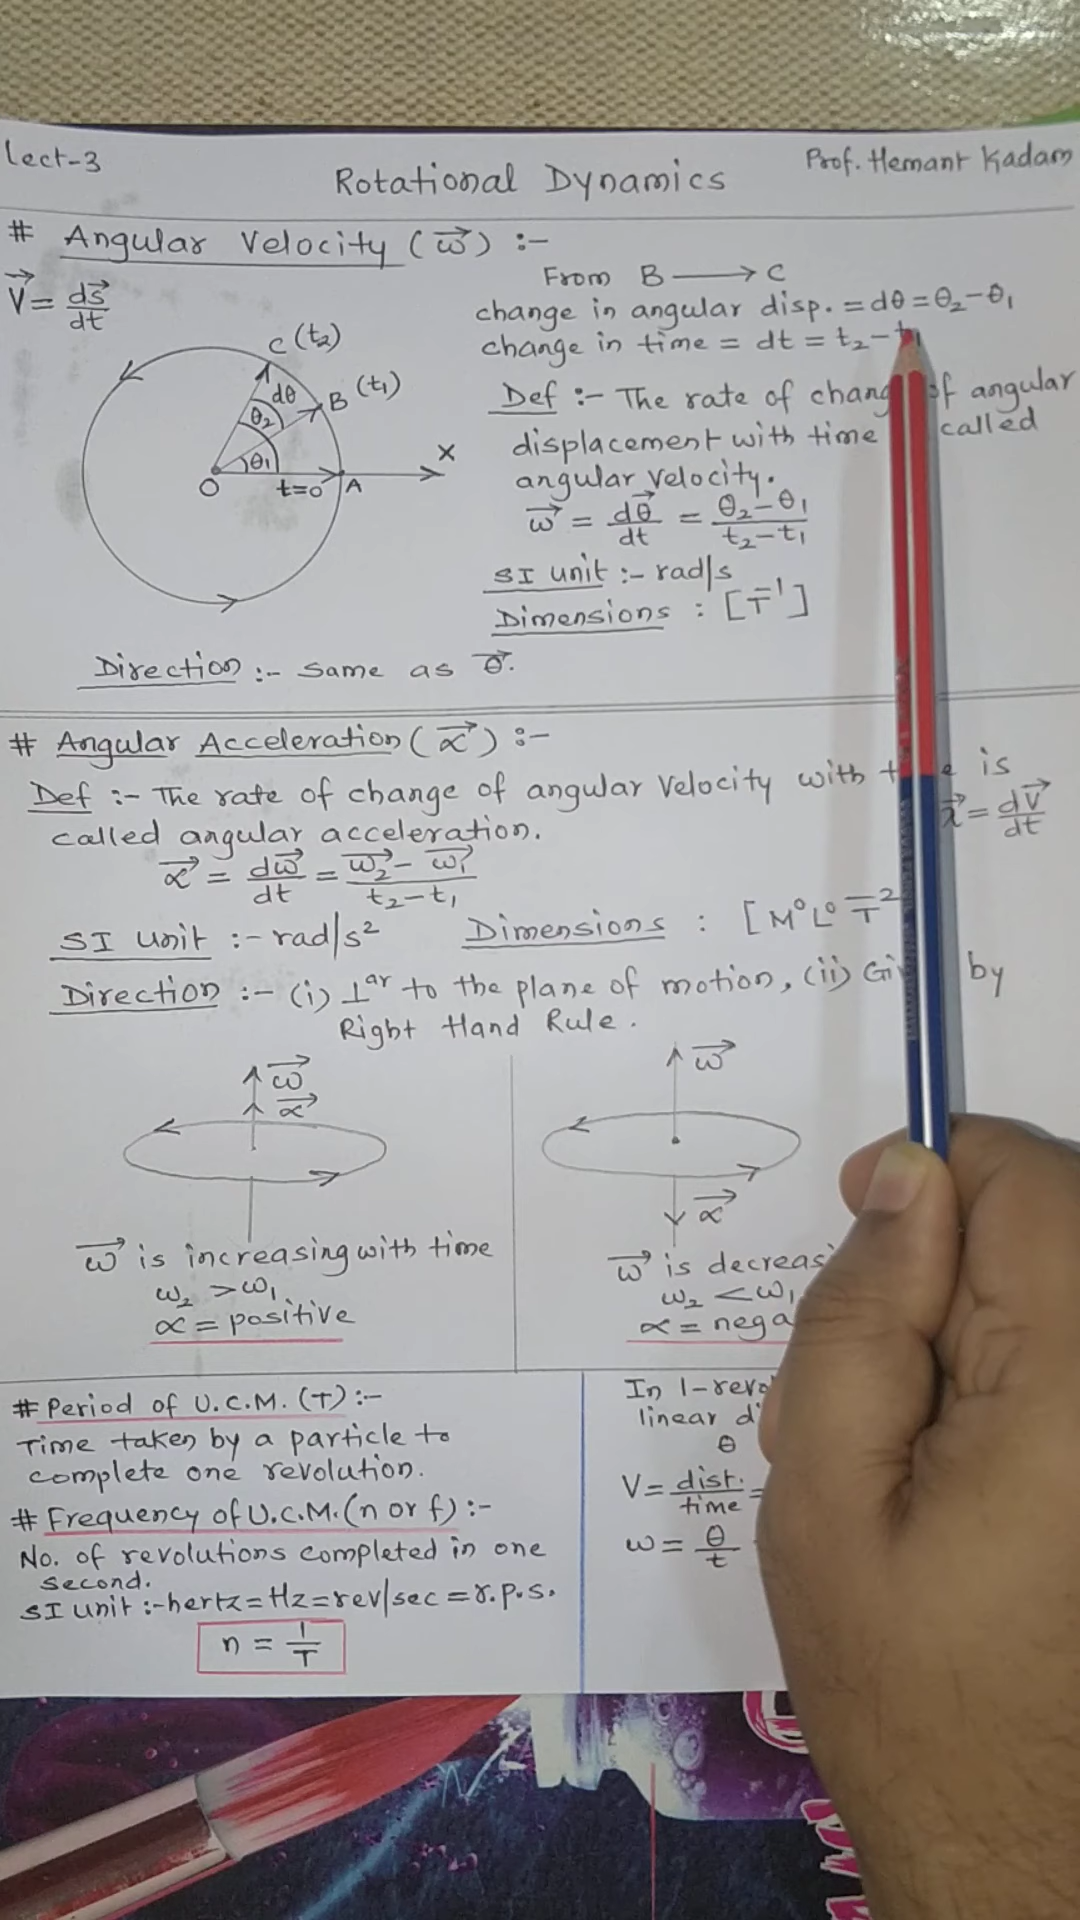 Lect-3
Rotational Dynamics
Prof. Hemant Kadam
# Angular Velocity (ω⃗) :-
V⃗ = ds⃗/dt
C (t₂)
dθ
B (t₁)
θ₂
θ₁
X
O
t=0
A
From B ⟶ C
change in angular disp. = dθ = θ₂-θ₁
change in time = dt = t₂-t₁
Def :- The rate of chang of angular
displacement with time called
angular velocity.
ω⃗ = dθ⃗/dt = θ₂-θ₁/t₂-t₁
SI unit :- rad/s
Dimensions : [T⁻¹]
Direction :- Same as θ⃗.
# Angular Acceleration (α⃗) :-
Def :- The rate of change of angular velocity with is
called angular acceleration.
= dV⃗/dt
α⃗ = dω⃗/dt = ω⃗₂-ω⃗₁/t₂-t₁
SI Unit :- rad/s² Dimensions : [M⁰L⁰T⁻²
Direction :- (i) ⊥ᵃʳ to the plane of motion, (ii) by
Right Hand Rule.
ω⃗
α⃗
ω⃗ is increasing with time
ω₂ > ω₁
α = positive
ω⃗
α⃗
ω⃗ is decreasi
ω₂ < ω₁
α = nega
# Period of U.C.M. (T) :-
Time taken by a particle to
complete one revolution.
# Frequency of U.C.M. (n or f) :-
No. of revolutions completed in one
second.
SI unit :- hertz = Hz = rev/sec = r.p.s.
n = 1/T
In 1-revo
linear di
θ
V = dist./time =
ω = θ/t